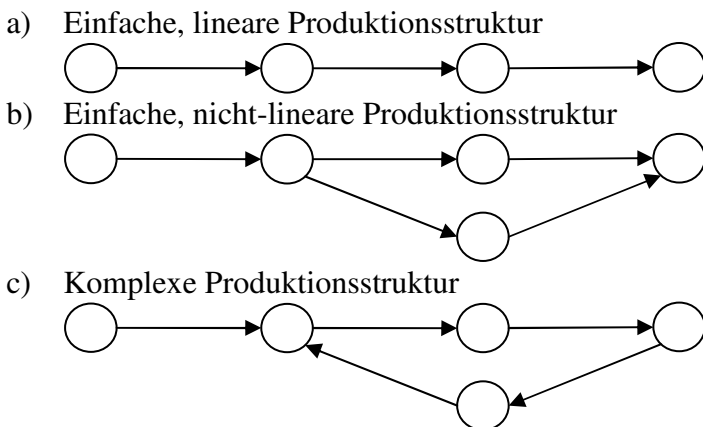 a) Einfache, lineare Produktionsstruktur
b) Einfache, nicht-lineare Produktionsstruktur
c) Komplexe Produktionsstruktur